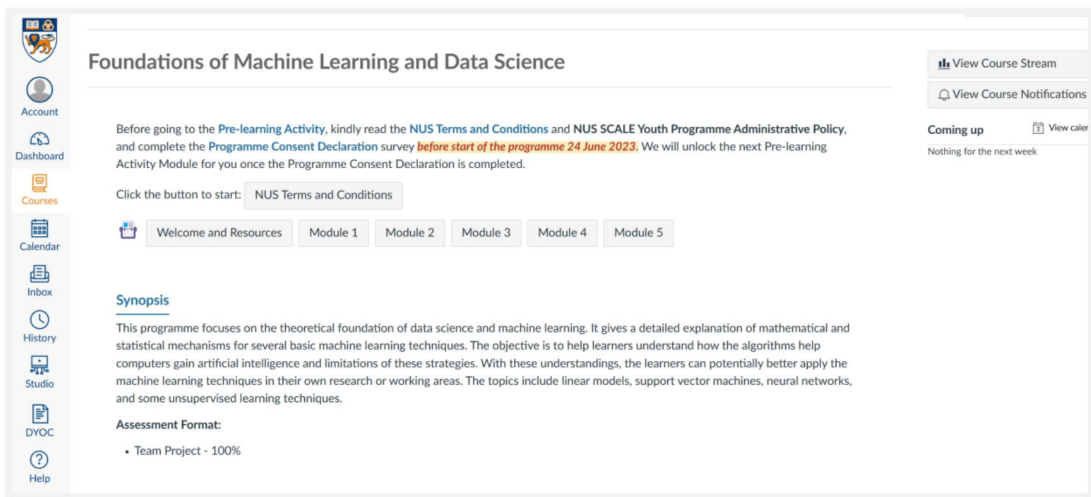 Account
Dashboard
Courses
Calendar
Inbox
History
Studio
DYOC
Help
Foundations of Machine Learning and Data Science
Before going to the Pre-learning Activity, kindly read the NUS Terms and Conditions and NUS SCALE Youth Programme Administrative Policy,
and complete the Programme Consent Declaration survey before start of the programme 24 June 2023. We will unlock the next Pre-learning
Activity Module for you once the Programme Consent Declaration is completed.
Click the button to start: NUS Terms and Conditions
Welcome and Resources Module 1 Module 2 Module 3 Module 4 Module 5
Synopsis
This programme focuses on the theoretical foundation of data science and machine learning. It gives a detailed explanation of mathematical and
statistical mechanisms for several basic machine learning techniques. The objective is to help learners understand how the algorithms help
computers gain artificial intelligence and limitations of these strategies. With these understandings, the learners can potentially better apply the
machine learning techniques in their own research or working areas. The topics include linear models, support vector machines, neural networks,
and some unsupervised learning techniques.
Assessment Format:
• Team Project - 100%
View Course Stream
View Course Notifications
Coming up View caler
Nothing for the next week